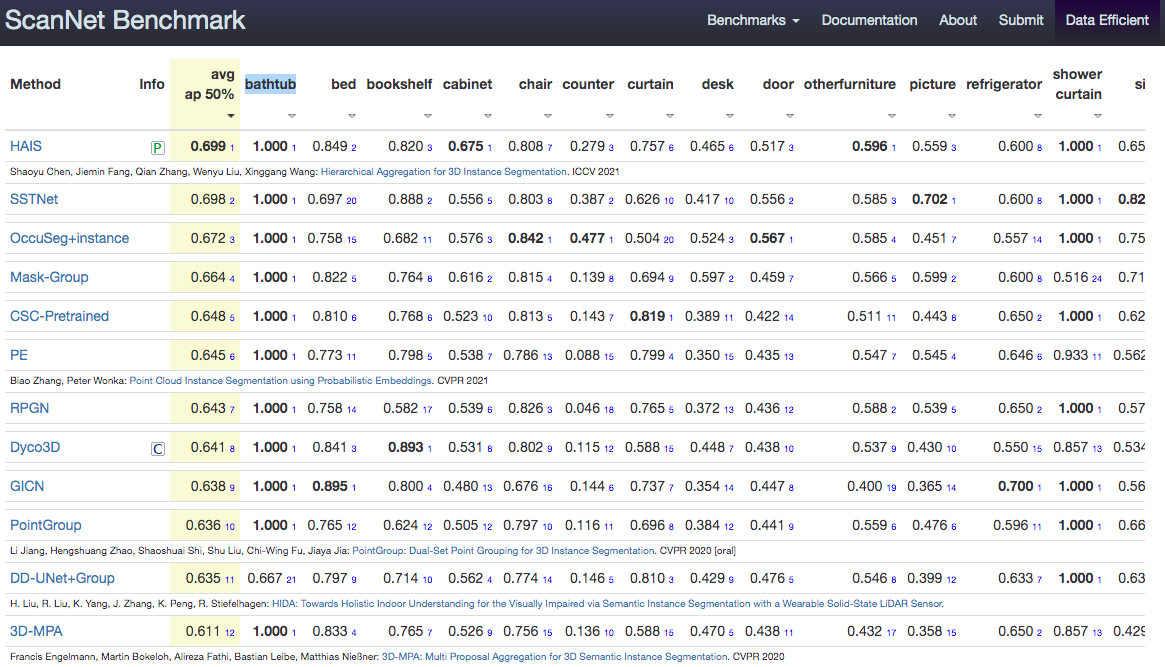 ScanNet Benchmark Benchmarks Documentation About Submit Data Efficient
Method Info avg ap 50% bathtub bed bookshelf cabinet chair counter curtain desk door otherfurniture picture refrigerator shower curtain si
HAIS P 0.699 1 1.000 1 0.849 2 0.820 3 0.675 1 0.808 7 0.279 3 0.757 6 0.465 6 0.517 3 0.596 1 0.559 3 0.600 8 1.000 1 0.65
Shaoyu Chen, Jiemin Fang, Qian Zhang, Wenyu Liu, Xinggang Wang: Hierarchical Aggregation for 3D Instance Segmentation. ICCV 2021
SSTNet 0.698 2 1.000 1 0.697 20 0.888 2 0.556 5 0.803 8 0.387 2 0.626 10 0.417 10 0.556 2 0.585 3 0.702 1 0.600 8 1.000 1 0.82
OccuSeg+instance 0.672 3 1.000 1 0.758 15 0.682 11 0.576 3 0.842 1 0.477 1 0.504 20 0.524 3 0.567 1 0.585 4 0.451 7 0.557 14 1.000 1 0.75
Mask-Group 0.664 4 1.000 1 0.822 5 0.764 8 0.616 2 0.815 4 0.139 8 0.694 9 0.597 2 0.459 7 0.566 5 0.599 2 0.600 8 0.516 24 0.71
CSC-Pretrained 0.648 5 1.000 1 0.810 6 0.768 6 0.523 10 0.813 5 0.143 7 0.819 1 0.389 11 0.422 14 0.511 11 0.443 8 0.650 2 1.000 1 0.62
PE 0.645 6 1.000 1 0.773 11 0.798 5 0.538 7 0.786 13 0.088 15 0.799 4 0.350 15 0.435 13 0.547 7 0.545 4 0.646 6 0.933 11 0.562
Biao Zhang, Peter Wonka: Point Cloud Instance Segmentation using Probabilistic Embeddings. CVPR 2021
RPGN 0.643 7 1.000 1 0.758 14 0.582 17 0.539 6 0.826 3 0.046 18 0.765 5 0.372 13 0.436 12 0.588 2 0.539 5 0.650 2 1.000 1 0.57
Dyco3D C 0.641 8 1.000 1 0.841 3 0.893 1 0.531 8 0.802 9 0.115 12 0.588 15 0.448 7 0.438 10 0.537 9 0.430 10 0.550 15 0.857 13 0.534
GICN 0.638 9 1.000 1 0.895 1 0.800 4 0.480 13 0.676 16 0.144 6 0.737 7 0.354 14 0.447 8 0.400 19 0.365 14 0.700 1 1.000 1 0.56
PointGroup 0.636 10 1.000 1 0.765 12 0.624 12 0.505 12 0.797 10 0.116 11 0.696 8 0.384 12 0.441 9 0.559 6 0.476 6 0.596 11 1.000 1 0.66
Li Jiang, Hengshuang Zhao, Shaoshuai Shi, Shu Liu, Chi-Wing Fu, Jiaya Jia: PointGroup: Dual-Set Point Grouping for 3D Instance Segmentation. CVPR 2020 [oral]
DD-UNet+Group 0.635 11 0.667 21 0.797 9 0.714 10 0.562 4 0.774 14 0.146 5 0.810 3 0.429 9 0.476 5 0.546 8 0.399 12 0.633 7 1.000 1 0.63
H. Liu, R. Liu, K. Yang, J. Zhang, K. Peng, R. Stiefelhagen: HIDA: Towards Holistic Indoor Understanding for the Visually Impaired via Semantic Instance Segmentation with a Wearable Solid-State LiDAR Sensor.
3D-MPA 0.611 12 1.000 1 0.833 4 0.765 7 0.526 9 0.756 15 0.136 10 0.588 15 0.470 5 0.438 11 0.432 17 0.358 15 0.650 2 0.857 13 0.429
Francis Engelmann, Martin Bokeloh, Alireza Fathi, Bastian Leibe, Matthias Nießner: 3D-MPA: Multi Proposal Aggregation for 3D Semantic Instance Segmentation. CVPR 2020